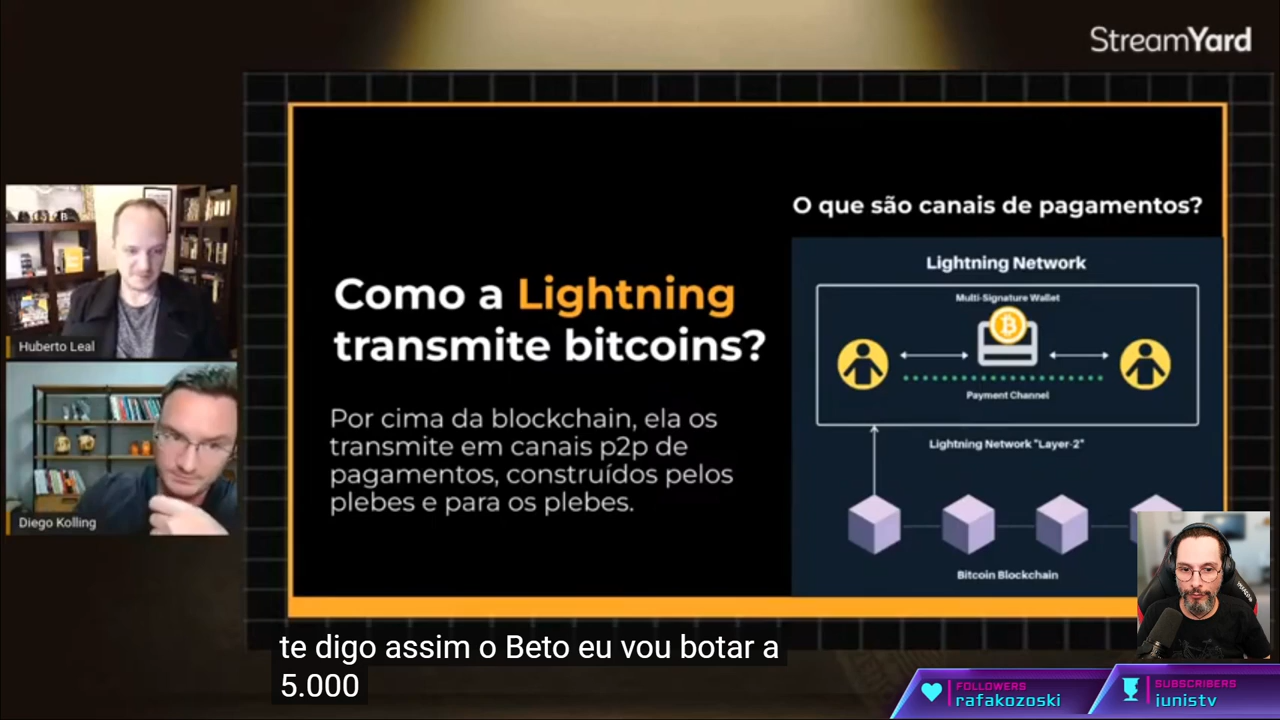 StreamYard
Huberto Leal
Diego Kolling
Como a Lightning
transmite bitcoins?
Por cima da blockchain, ela os
transmite em canais p2p de
pagamentos, construídos pelos
plebes e para os plebes.
O que são canais de pagamentos?
Lightning Network
Multi-Signature Wallet
Payment Channel
Lightning Network "Layer-2"
Bitcoin Blockchain
te digo assim o Beto eu vou botar a
5.000
FOLLOWERS
rafakozoski
SUBSCRIBERS
junistv